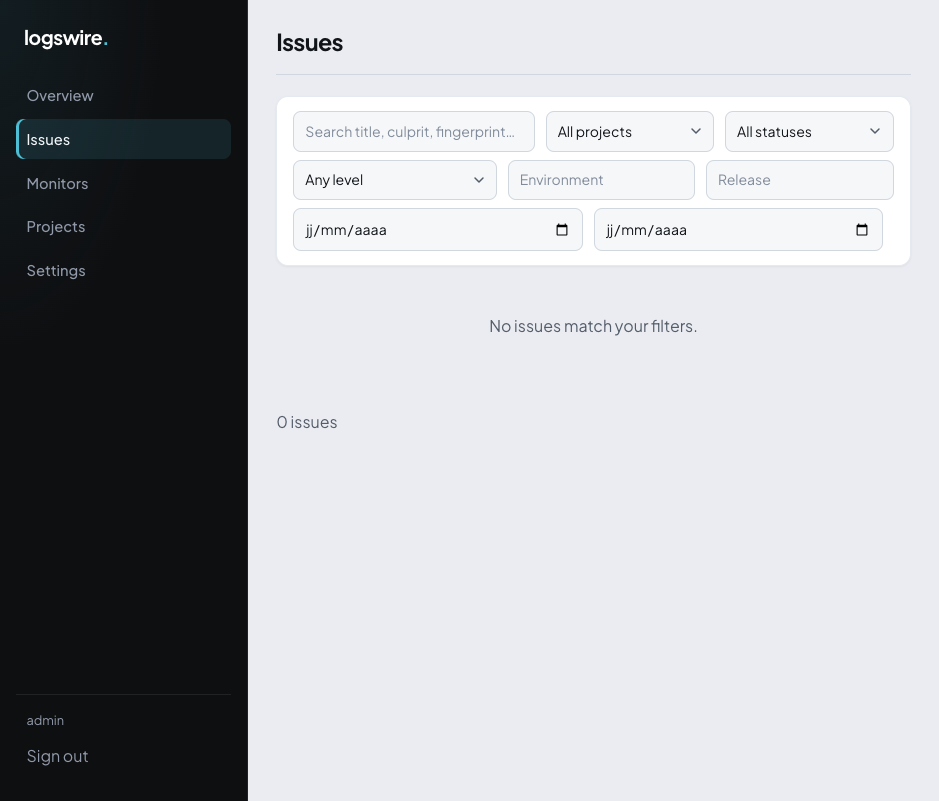 logswire.
Overview
Issues
Monitors
Projects
Settings
admin
Sign out
Issues
Search title, culprit, fingerprint…
All projects
All statuses
Any level
Environment
Release
jj/mm/aaaa
jj/mm/aaaa
No issues match your filters.
0 issues